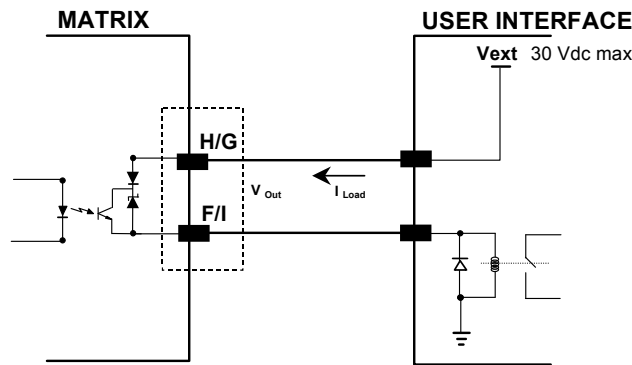 MATRIX
USER INTERFACE
Vext 30 Vdc max
H/G
V Out
I Load
F/I